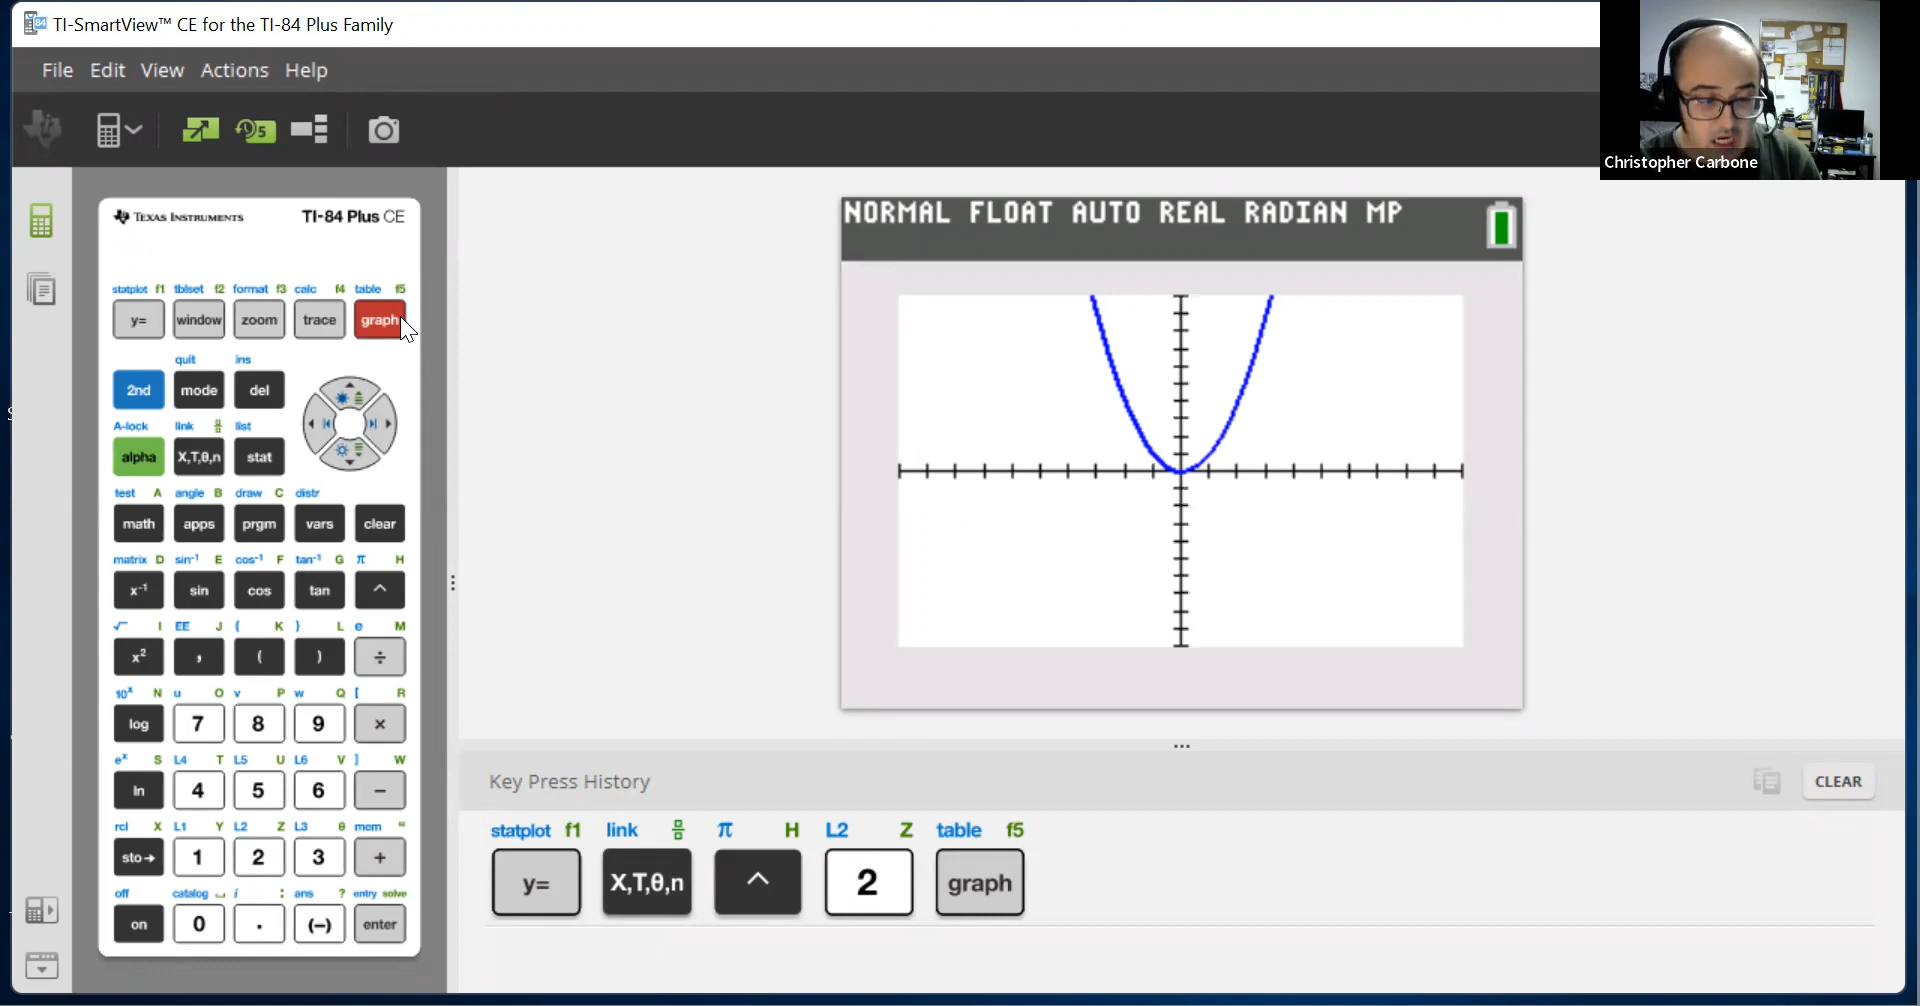 TI-SmartView™ CE for the TI-84 Plus Family
File Edit View Actions Help
Christopher Carbone
TEXAS INSTRUMENTS TI-84 Plus CE
statplot f1 tblset f2 format f3 calc f4 table f5
y= window zoom trace graph
quit ins
2nd mode del
A-lock link list
alpha X,T,θ,n stat
test A angle B draw C distr
math apps prgm vars clear
matrix D sin⁻¹ E cos⁻¹ F tan⁻¹ G π H
x⁻¹ sin cos tan ^
√ I EE J { K } L e M
x² , ( ) ÷
10ˣ N u O v P w Q [ R
log 7 8 9 ×
eˣ S L4 T L5 U L6 V ] W
ln 4 5 6 −
rcl X L1 Y L2 Z L3 θ mem "
sto→ 1 2 3 +
off catalog ⎵ i : ans ? entry solve
on 0 . (−) enter
NORMAL FLOAT AUTO REAL RADIAN MP
Key Press History
CLEAR
statplot f1 link π H L2 Z table f5
y= X,T,θ,n ^ 2 graph